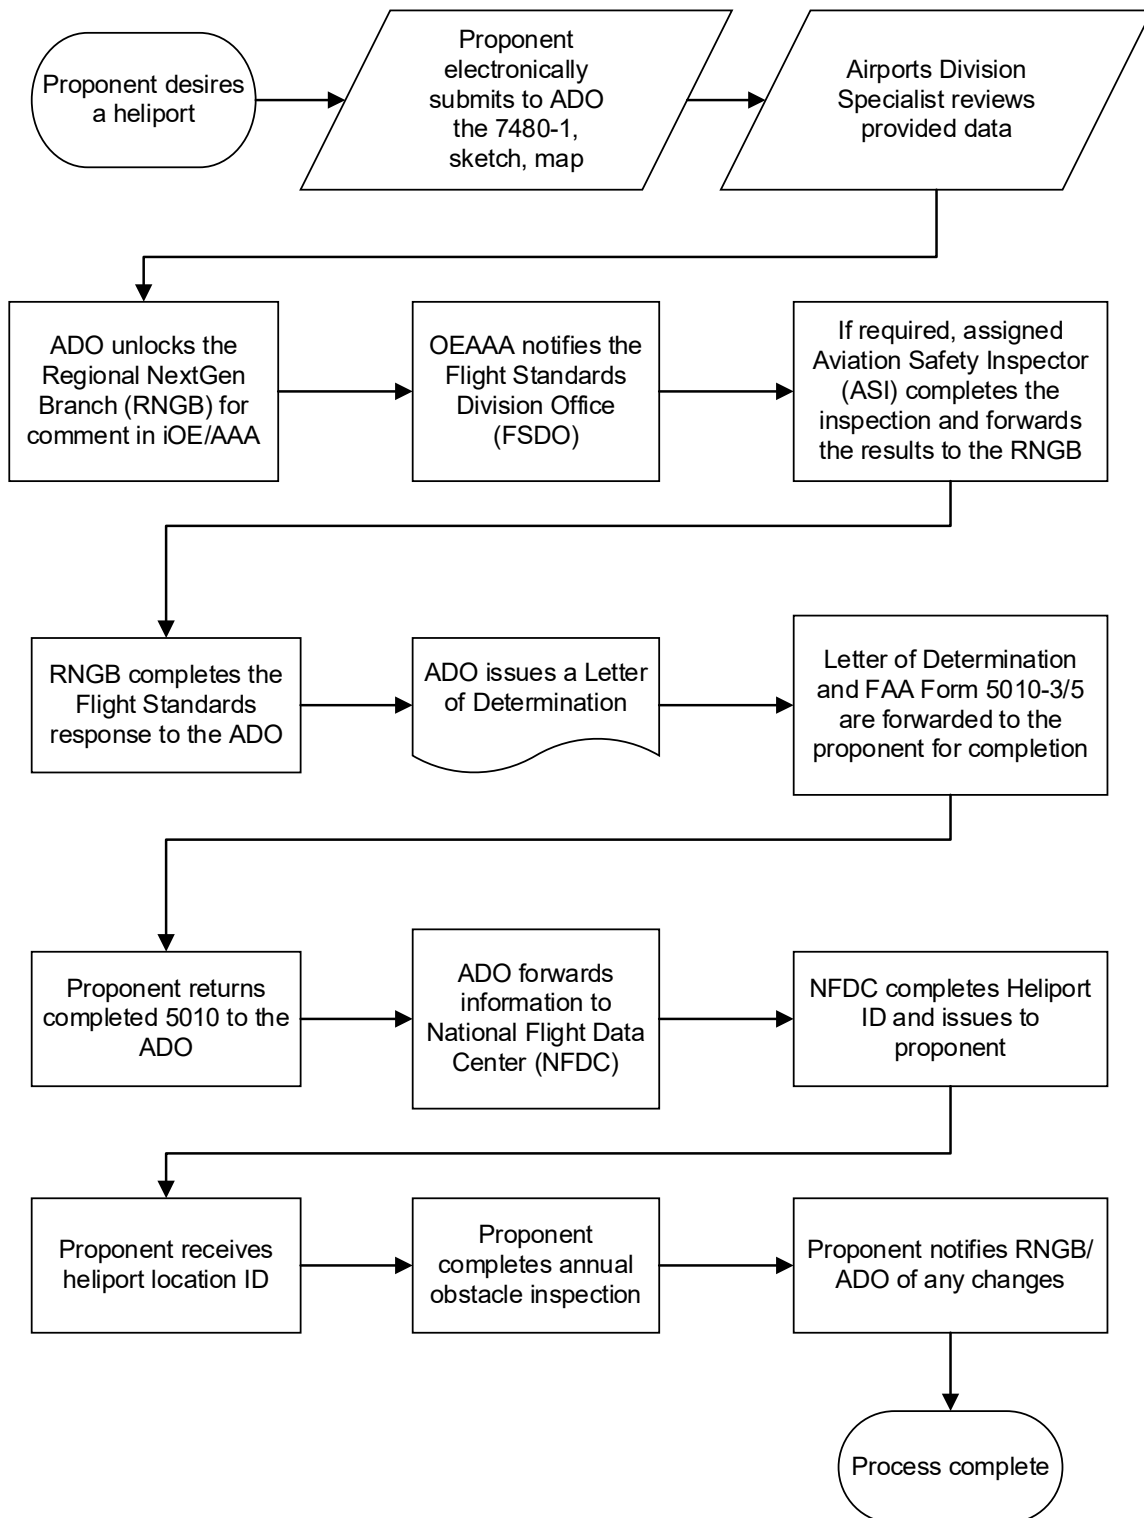 Proponent desires
a heliport
Proponent
electronically
submits to ADO
the 7480-1,
sketch, map
Airports Division
Specialist reviews
provided data
ADO unlocks the
Regional NextGen
Branch (RNGB) for
comment in iOE/AAA
OEAAA notifies the
Flight Standards
Division Office
(FSDO)
If required, assigned
Aviation Safety Inspector
(ASI) completes the
inspection and forwards
the results to the RNGB
RNGB completes the
Flight Standards
response to the ADO
ADO issues a Letter
of Determination
Letter of Determination
and FAA Form 5010-3/5
are forwarded to the
proponent for completion
Proponent returns
completed 5010 to the
ADO
ADO forwards
information to
National Flight Data
Center (NFDC)
NFDC completes Heliport
ID and issues to
proponent
Proponent receives
heliport location ID
Proponent
completes annual
obstacle inspection
Proponent notifies RNGB/
ADO of any changes
Process complete